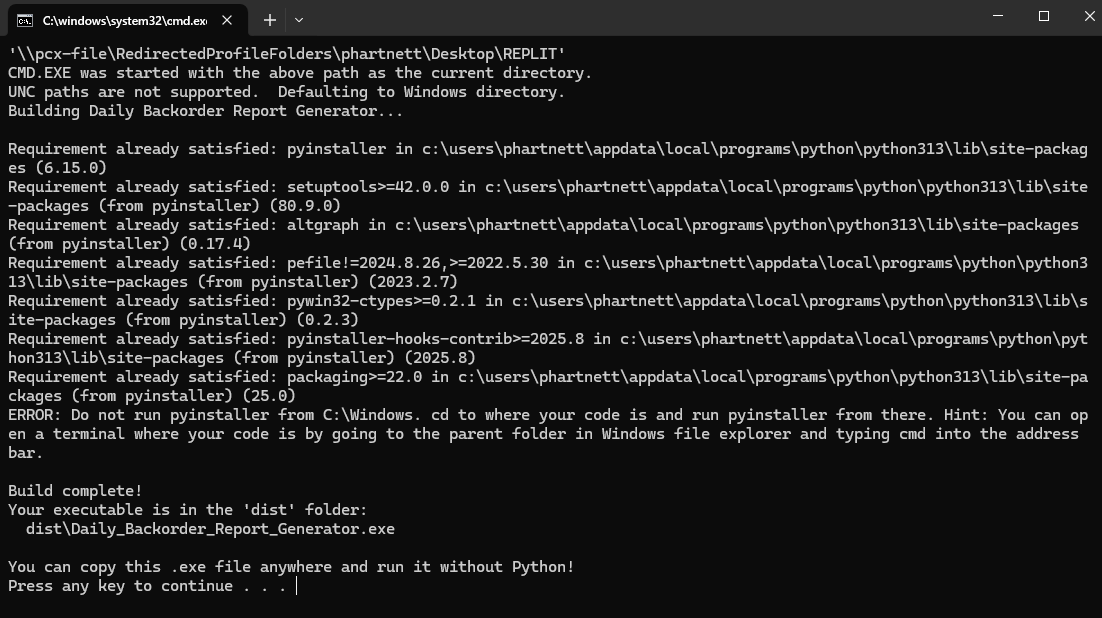 C:\windows\system32\cmd.exe
'\\pcx-file\RedirectedProfileFolders\phartnett\Desktop\REPLIT'
CMD.EXE was started with the above path as the current directory.
UNC paths are not supported.  Defaulting to Windows directory.
Building Daily Backorder Report Generator...
Requirement already satisfied: pyinstaller in c:\users\phartnett\appdata\local\programs\python\python313\lib\site-packag
es (6.15.0)
Requirement already satisfied: setuptools>=42.0.0 in c:\users\phartnett\appdata\local\programs\python\python313\lib\site
-packages (from pyinstaller) (80.9.0)
Requirement already satisfied: altgraph in c:\users\phartnett\appdata\local\programs\python\python313\lib\site-packages
(from pyinstaller) (0.17.4)
Requirement already satisfied: pefile!=2024.8.26,>=2022.5.30 in c:\users\phartnett\appdata\local\programs\python\python3
13\lib\site-packages (from pyinstaller) (2023.2.7)
Requirement already satisfied: pywin32-ctypes>=0.2.1 in c:\users\phartnett\appdata\local\programs\python\python313\lib\s
ite-packages (from pyinstaller) (0.2.3)
Requirement already satisfied: pyinstaller-hooks-contrib>=2025.8 in c:\users\phartnett\appdata\local\programs\python\pyt
hon313\lib\site-packages (from pyinstaller) (2025.8)
Requirement already satisfied: packaging>=22.0 in c:\users\phartnett\appdata\local\programs\python\python313\lib\site-pa
ckages (from pyinstaller) (25.0)
ERROR: Do not run pyinstaller from C:\Windows. cd to where your code is and run pyinstaller from there. Hint: You can op
en a terminal where your code is by going to the parent folder in Windows file explorer and typing cmd into the address
bar.
Build complete!
Your executable is in the 'dist' folder:
  dist\Daily_Backorder_Report_Generator.exe
You can copy this .exe file anywhere and run it without Python!
Press any key to continue . . .